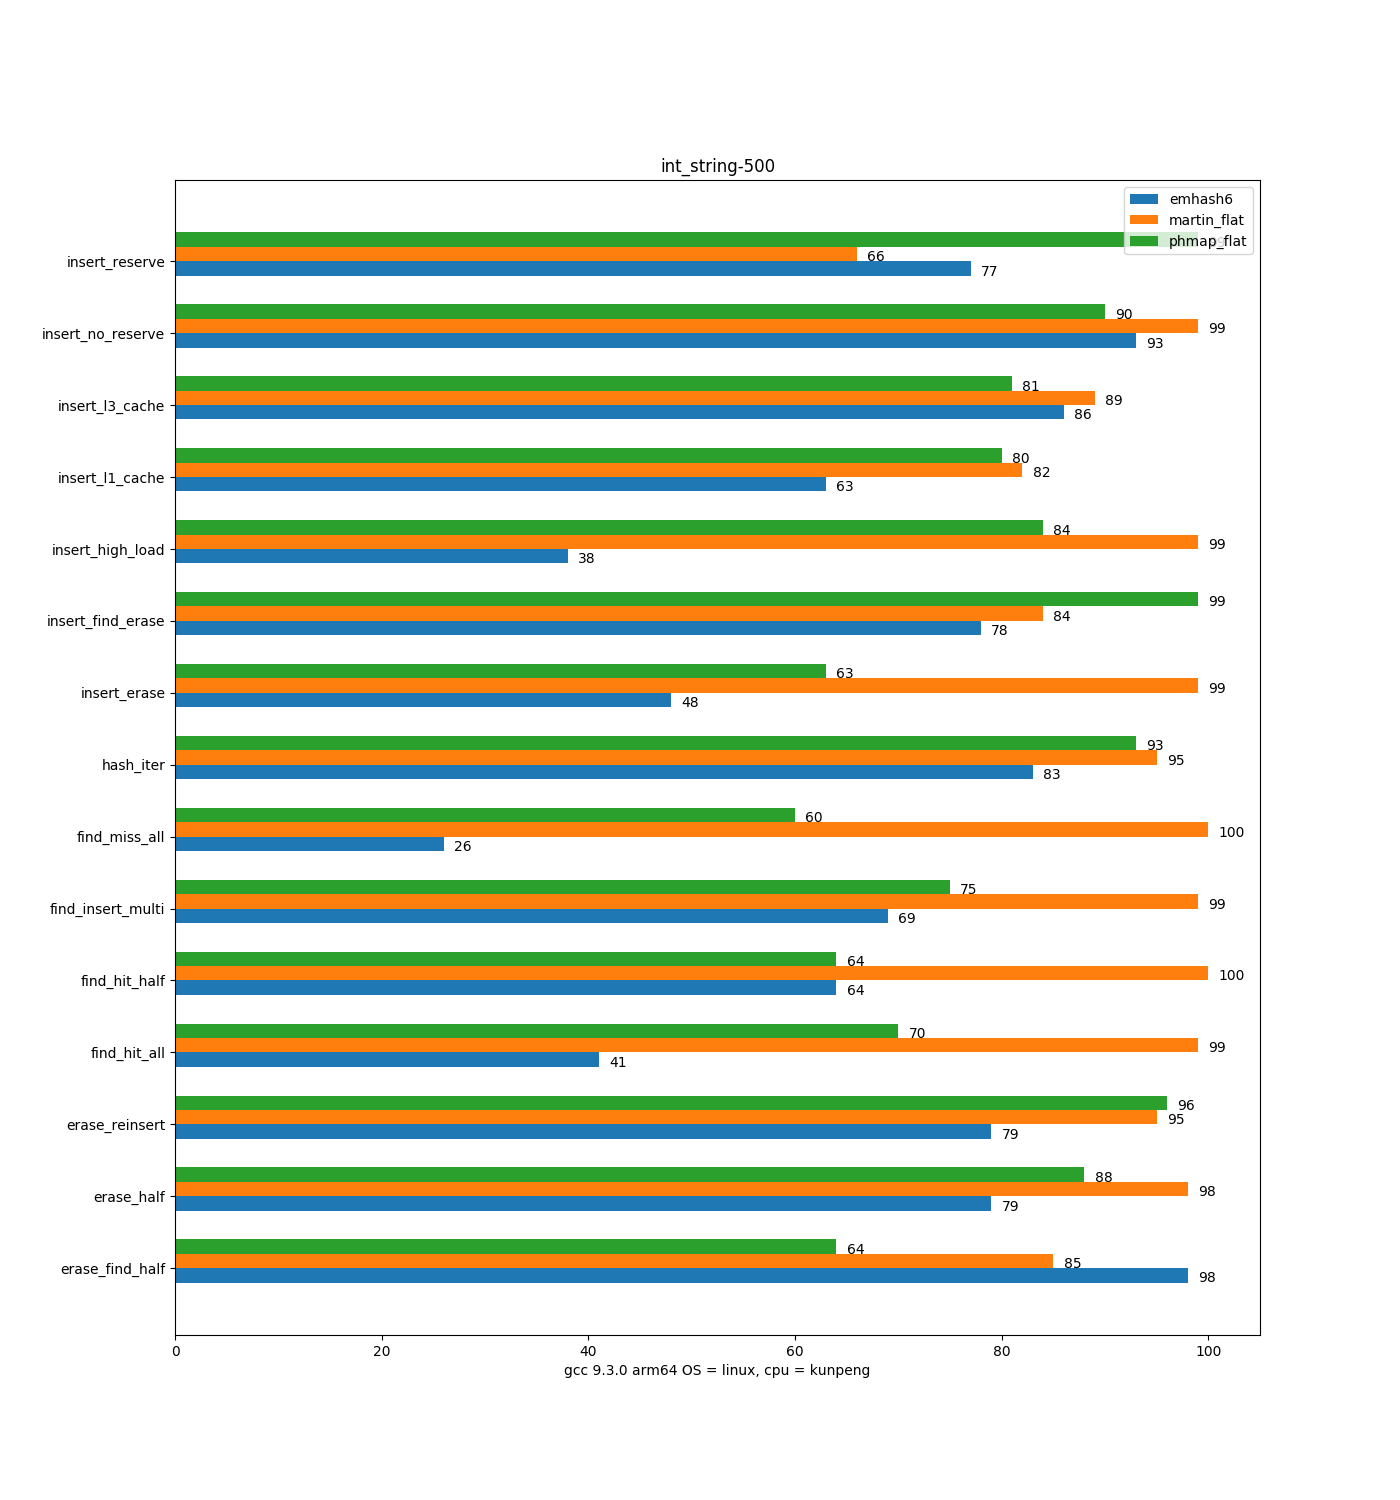 int_string-500
emhash6
martin_flat
phmap_flat
insert_reserve
66
77
insert_no_reserve
90
99
93
insert_l3_cache
81
89
86
insert_l1_cache
80
82
63
insert_high_load
84
99
38
insert_find_erase
99
84
78
insert_erase
63
99
48
hash_iter
93
95
83
find_miss_all
60
100
26
find_insert_multi
75
99
69
find_hit_half
64
100
64
find_hit_all
70
99
41
erase_reinsert
96
95
79
erase_half
88
98
79
erase_find_half
64
85
98
0 20 40 60 80 100
gcc 9.3.0 arm64 OS = linux, cpu = kunpeng